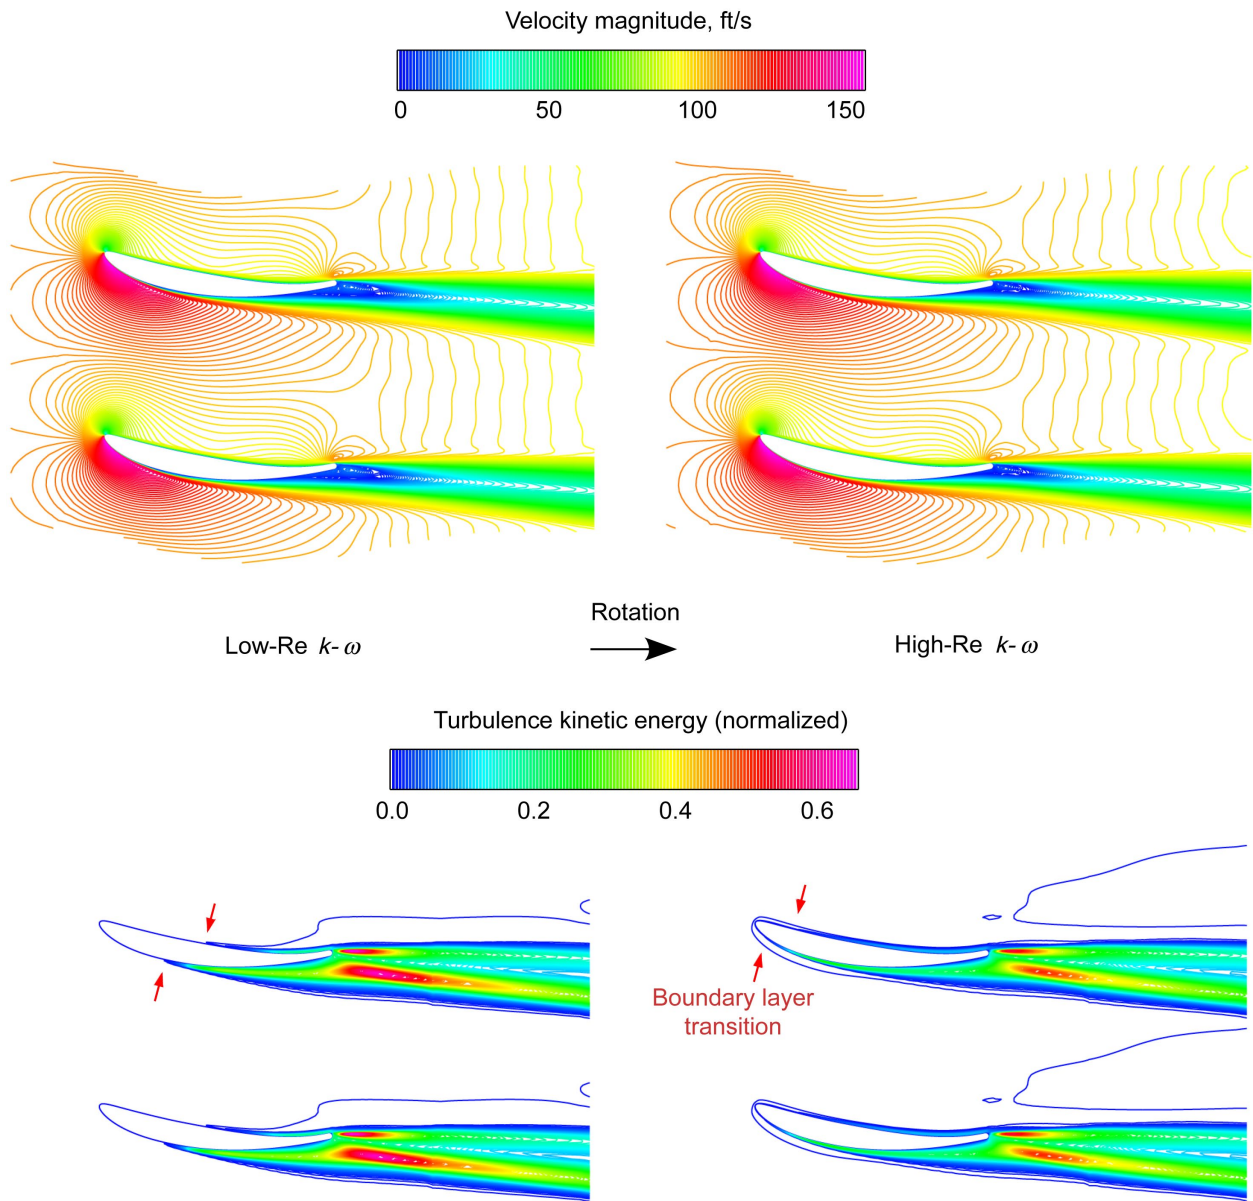 Velocity magnitude, ft/s
0 50 100 150
Rotation
Low-Re k-ω
High-Re k-ω
Turbulence kinetic energy (normalized)
0.0 0.2 0.4 0.6
Boundary layer
transition